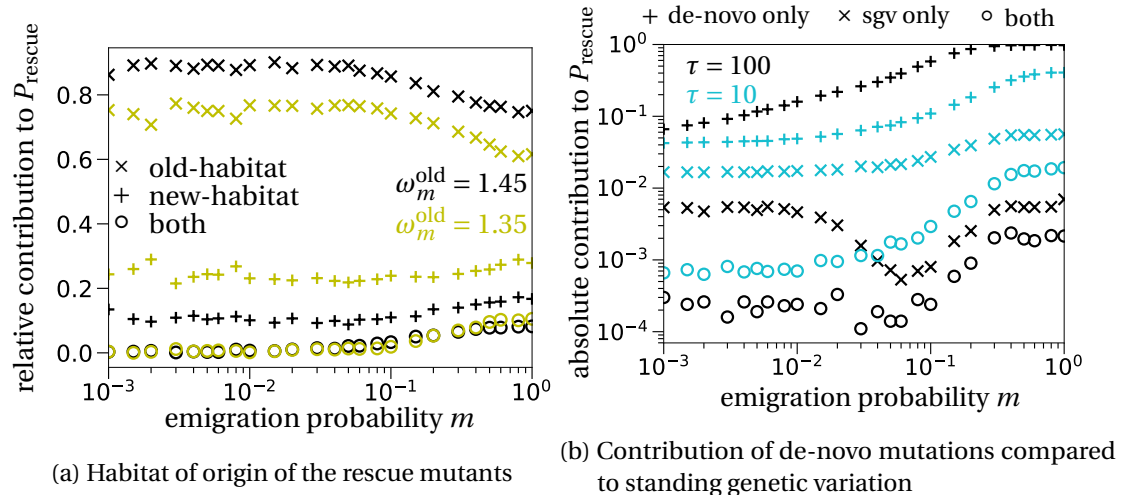 + de-novo only × sgv only ○ both
relative contribution to P_rescue
0.8
0.6
0.4
0.2
0.0
× old-habitat
+ new-habitat
○ both
ω_m^old = 1.45
ω_m^old = 1.35
10^−3 10^−2 10^−1 10^0
emigration probability m
(a) Habitat of origin of the rescue mutants
absolute contribution to P_rescue
10^0
10^−1
10^−2
10^−3
10^−4
τ = 100
τ = 10
10^−3 10^−2 10^−1 10^0
emigration probability m
(b) Contribution of de-novo mutations compared
to standing genetic variation